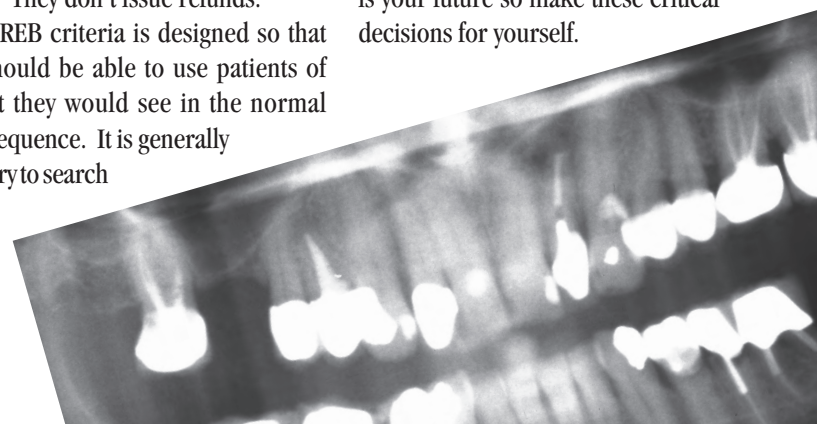 They don't issue refunds.
REB criteria is designed so that
ould be able to use patients of
t they would see in the normal
equence. It is generally
ry to search
is your future so make these critical
decisions for yourself.